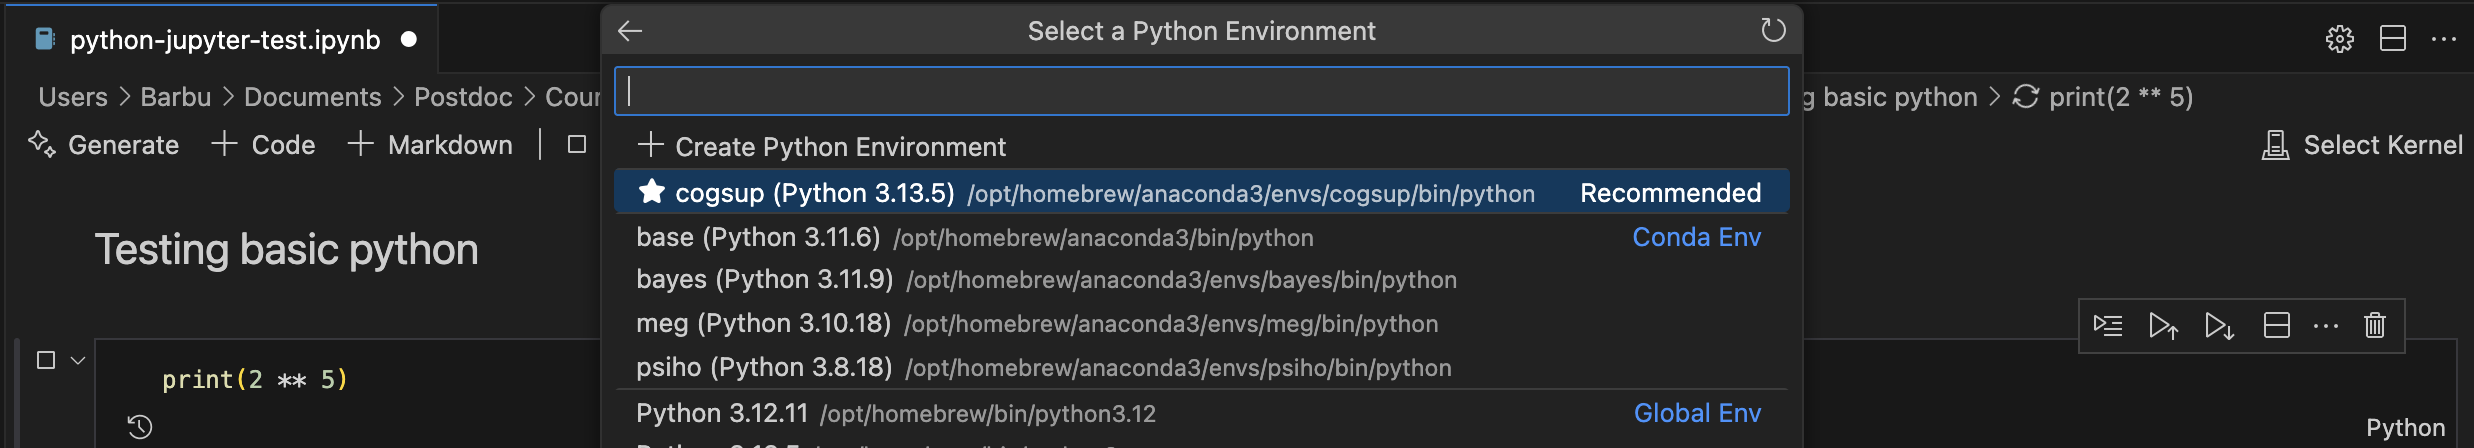 python-jupyter-test.ipynb
Select a Python Environment
Users > Barbu > Documents > Postdoc >
basic python > print(2 ** 5)
Generate + Code + Markdown
Select Kernel
+ Create Python Environment
cogsup (Python 3.13.5) /opt/homebrew/anaconda3/envs/cogsup/bin/python Recommended
base (Python 3.11.6) /opt/homebrew/anaconda3/bin/python Conda Env
bayes (Python 3.11.9) /opt/homebrew/anaconda3/envs/bayes/bin/python
meg (Python 3.10.18) /opt/homebrew/anaconda3/envs/meg/bin/python
psiho (Python 3.8.18) /opt/homebrew/anaconda3/envs/psiho/bin/python
Python 3.12.11 /opt/homebrew/bin/python3.12 Global Env
Testing basic python
print(2 ** 5)
Python